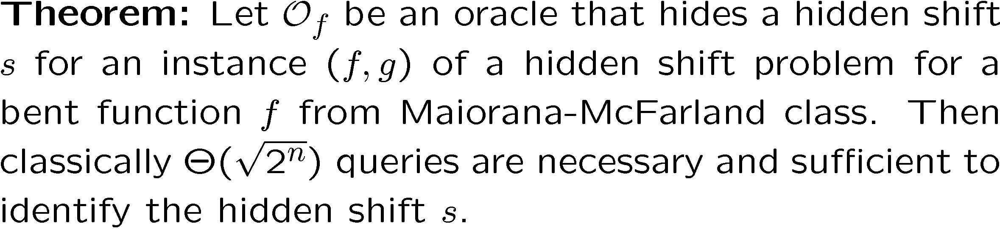 Theorem: Let $\mathcal{O}_f$ be an oracle that hides a hidden shift
$s$ for an instance $(f, g)$ of a hidden shift problem for a
bent function $f$ from Maiorana-McFarland class. Then
classically $\Theta(\sqrt{2^n})$ queries are necessary and sufficient to
identify the hidden shift $s$.